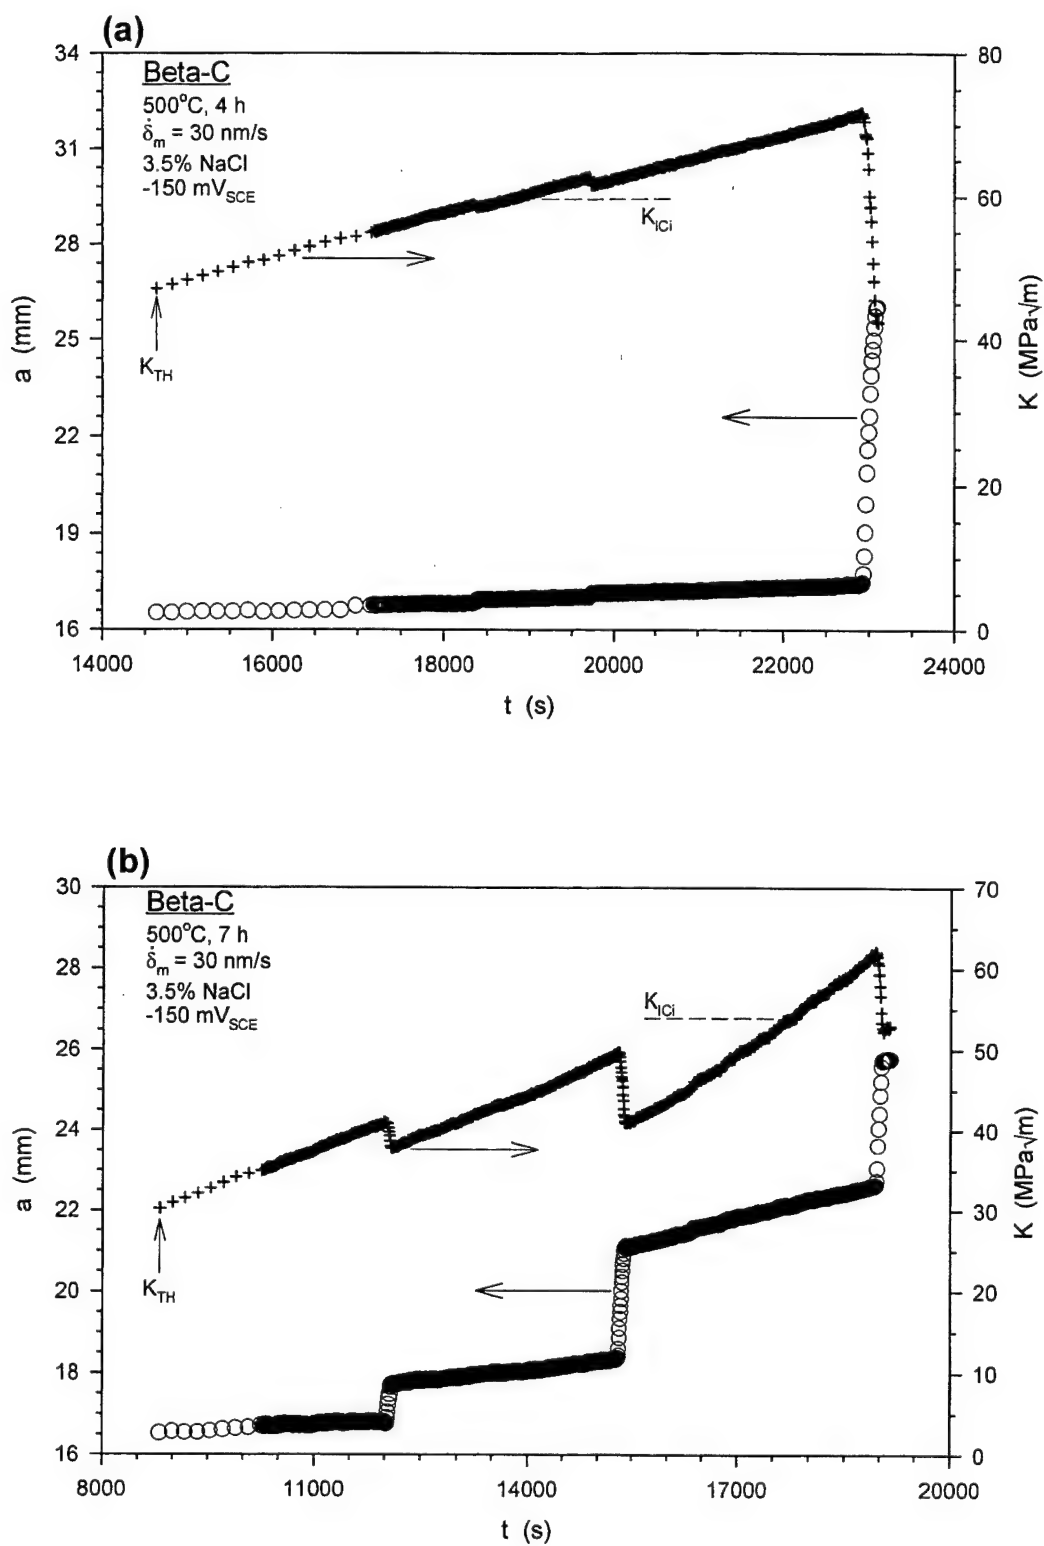 (a)
34
31
28
25
22
19
16
a (mm)
80
60
40
20
0
K (MPa√m)
Beta-C
500°C, 4 h
δ̇m = 30 nm/s
3.5% NaCl
-150 mVSCE
KICi
KTH
14000 16000 18000 20000 22000 24000
t (s)
(b)
30
28
26
24
22
20
18
16
a (mm)
70
60
50
40
30
20
10
0
K (MPa√m)
Beta-C
500°C, 7 h
δ̇m = 30 nm/s
3.5% NaCl
-150 mVSCE
KICi
KTH
8000 11000 14000 17000 20000
t (s)